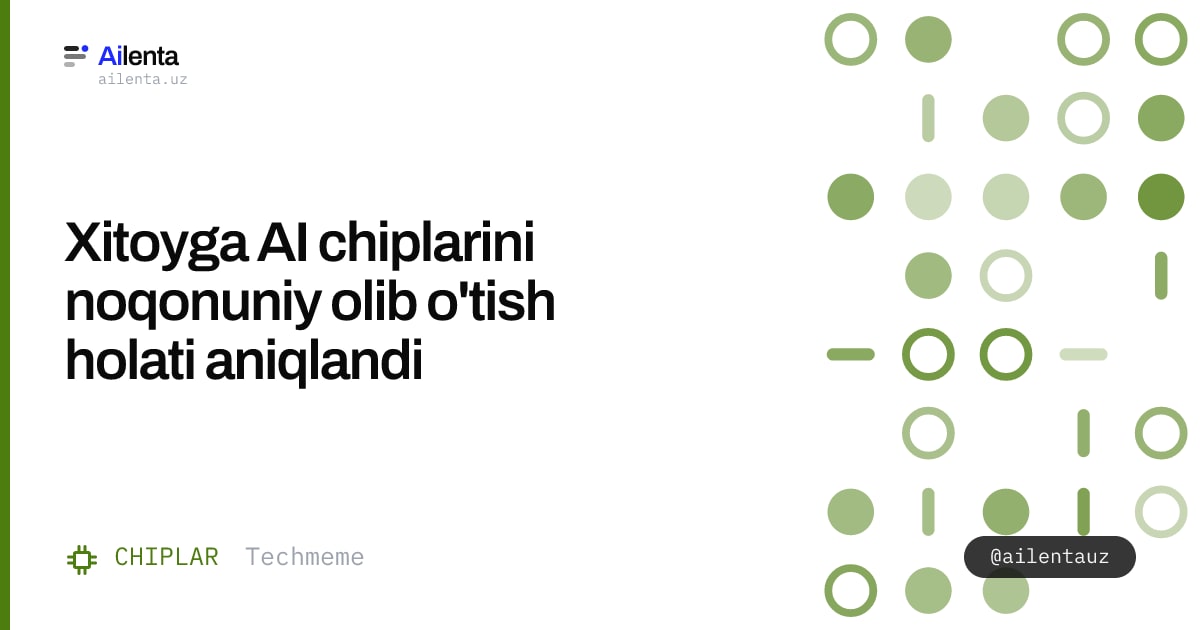 Ailenta
ailenta.uz
Xitoyga AI chiplarini
noqonuniy olib o'tish
holati aniqlandi
CHIPLAR Techmeme
@ailentauz